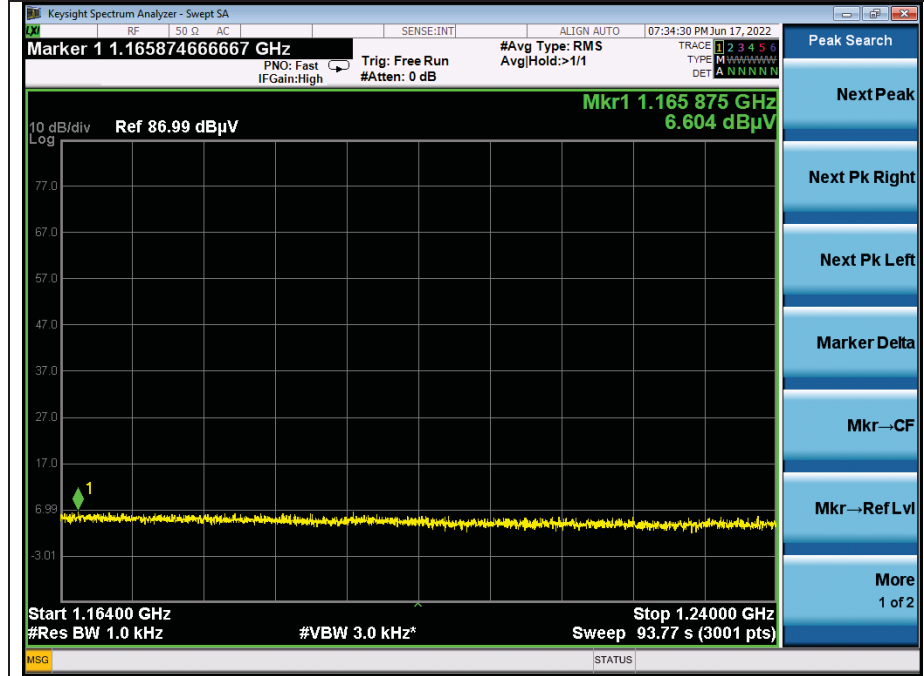 Keysight Spectrum Analyzer - Swept SA
LXI RF 50 Ω AC SENSE:INT ALIGN AUTO 07:34:30 PM Jun 17, 2022
Marker 1 1.165874666667 GHz
PNO: Fast
IFGain:High
Trig: Free Run
#Atten: 0 dB
#Avg Type: RMS
Avg|Hold:>1/1
TRACE 1 2 3 4 5 6
TYPE M WWWWW
DET A N N N N N
Mkr1 1.165 875 GHz
6.604 dBµV
10 dB/div Ref 86.99 dBµV
Log
77.0
67.0
57.0
47.0
37.0
27.0
17.0
1
6.99
-3.01
Start 1.16400 GHz Stop 1.24000 GHz
#Res BW 1.0 kHz #VBW 3.0 kHz* Sweep 93.77 s (3001 pts)
MSG STATUS
Peak Search
Next Peak
Next Pk Right
Next Pk Left
Marker Delta
Mkr→CF
Mkr→Ref Lvl
More
1 of 2